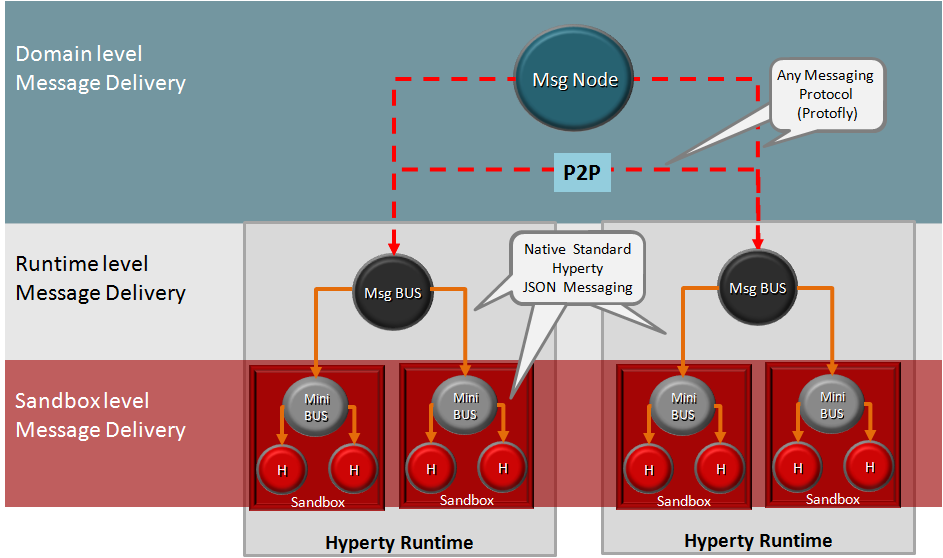 Domain level
Message Delivery
Msg Node
Any Messaging
Protocol
(Protofly)
P2P
Runtime level
Message Delivery
Msg BUS
Native Standard
Hyperty
JSON Messaging
Msg BUS
Sandbox level
Message Delivery
Mini
BUS
H
H
Sandbox
Mini
BUS
H
H
Sandbox
Mini
BUS
H
H
Sandbox
Mini
BUS
H
H
Sandbox
Hyperty Runtime
Hyperty Runtime